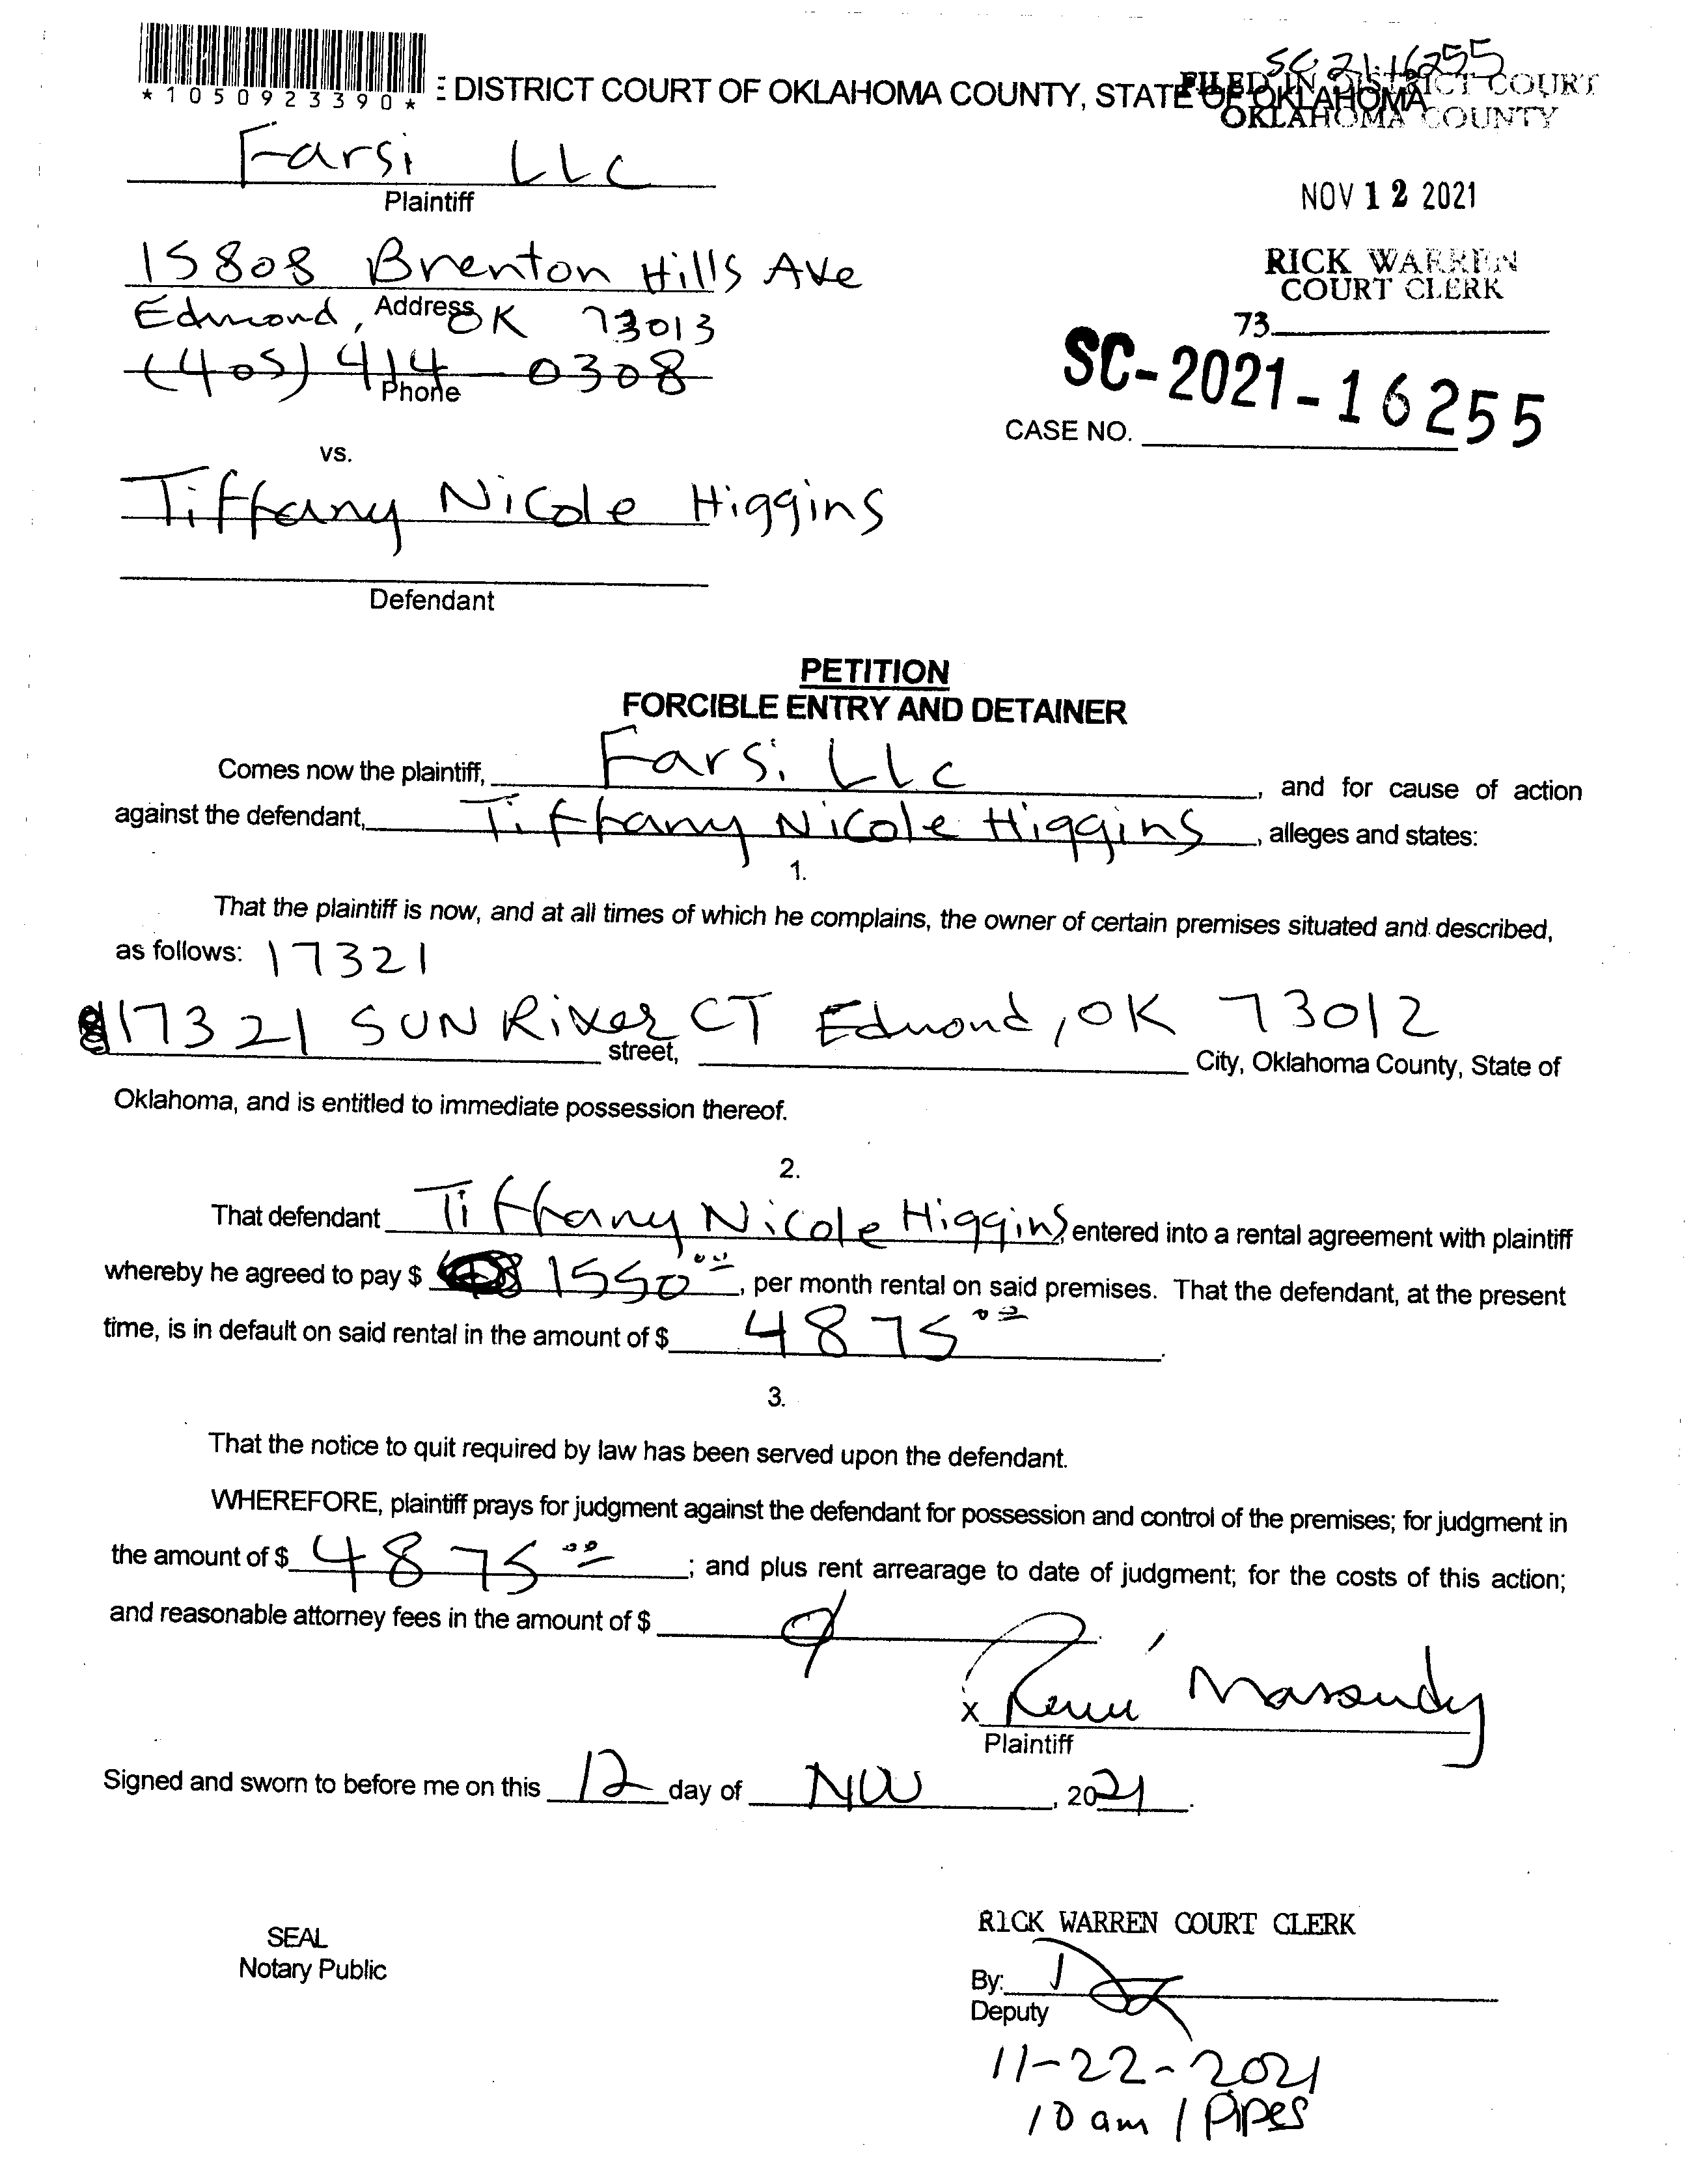 SC 21-16255
*1050923390*
E DISTRICT COURT OF OKLAHOMA COUNTY, STATE OF OKLAHOMA
FILED IN DISTRICT COURT
OKLAHOMA COUNTY
Farsi LLC
Plaintiff
NOV 12 2021
15808 Brenton Hills Ave
Address
RICK WARREN
COURT CLERK
Edmond, OK 73013
73
(405) 414-0308
Phone
SC-2021-16255
CASE NO.
vs.
Tiffany Nicole Higgins
Defendant
PETITION
FORCIBLE ENTRY AND DETAINER
Comes now the plaintiff, Farsi LLC, and for cause of action
against the defendant, Tiffany Nicole Higgins, alleges and states:
1.
That the plaintiff is now, and at all times of which he complains, the owner of certain premises situated and described,
as follows: 17321
17321 SUN River CT Edmond, OK 73012
street, City, Oklahoma County, State of
Oklahoma, and is entitled to immediate possession thereof.
2.
That defendant Tiffany Nicole Higgins, entered into a rental agreement with plaintiff
whereby he agreed to pay $ 1550 00, per month rental on said premises. That the defendant, at the present
time, is in default on said rental in the amount of $ 4875 00.
3.
That the notice to quit required by law has been served upon the defendant.
WHEREFORE, plaintiff prays for judgment against the defendant for possession and control of the premises; for judgment in
the amount of $ 4875 00; and plus rent arrearage to date of judgment; for the costs of this action;
and reasonable attorney fees in the amount of $ 0.
x Masoudy
Plaintiff
Signed and sworn to before me on this 12 day of NOV, 2021.
RICK WARREN COURT CLERK
SEAL
Notary Public
By:
Deputy
11-22-2021
10 am / Pipes